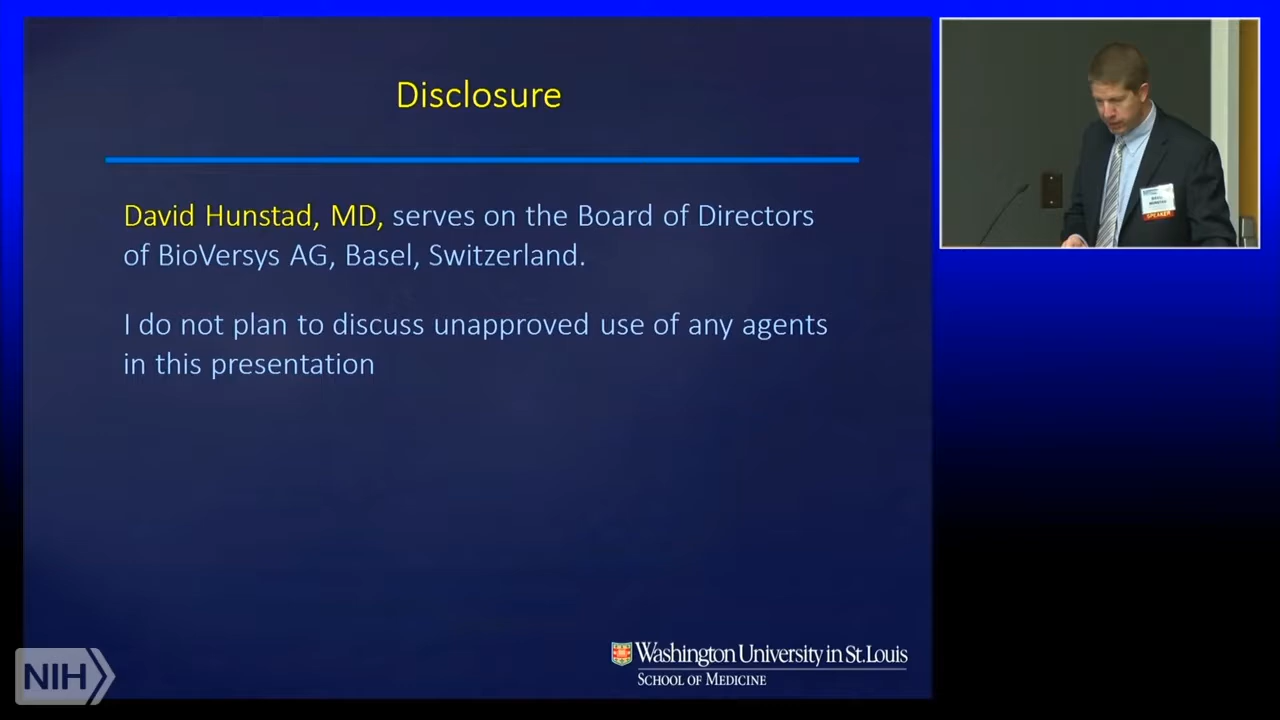 Disclosure
David Hunstad, MD, serves on the Board of Directors
of BioVersys AG, Basel, Switzerland.
I do not plan to discuss unapproved use of any agents
in this presentation
Washington University in St. Louis
SCHOOL OF MEDICINE
NIH
SPEAKER